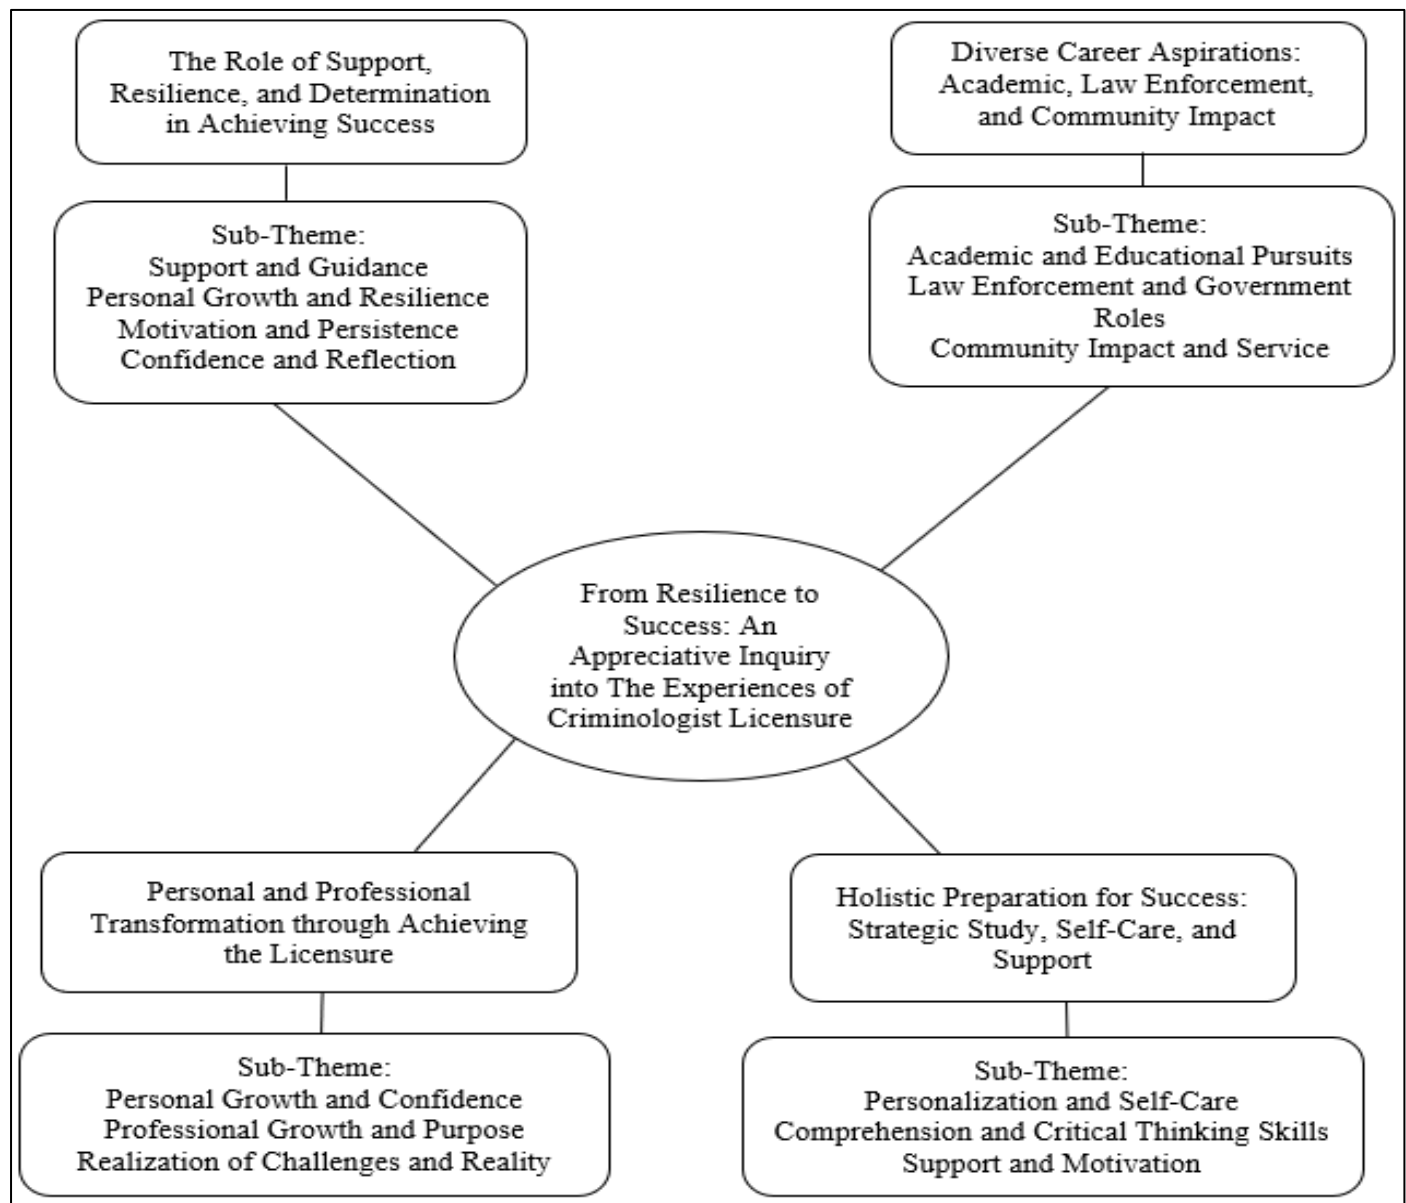 The Role of Support,
Resilience, and Determination
in Achieving Success
Diverse Career Aspirations:
Academic, Law Enforcement,
and Community Impact
Sub-Theme:
Support and Guidance
Personal Growth and Resilience
Motivation and Persistence
Confidence and Reflection
Sub-Theme:
Academic and Educational Pursuits
Law Enforcement and Government
Roles
Community Impact and Service
From Resilience to
Success: An
Appreciative Inquiry
into The Experiences of
Criminologist Licensure
Personal and Professional
Transformation through Achieving
the Licensure
Holistic Preparation for Success:
Strategic Study, Self-Care, and
Support
Sub-Theme:
Personal Growth and Confidence
Professional Growth and Purpose
Realization of Challenges and Reality
Sub-Theme:
Personalization and Self-Care
Comprehension and Critical Thinking Skills
Support and Motivation